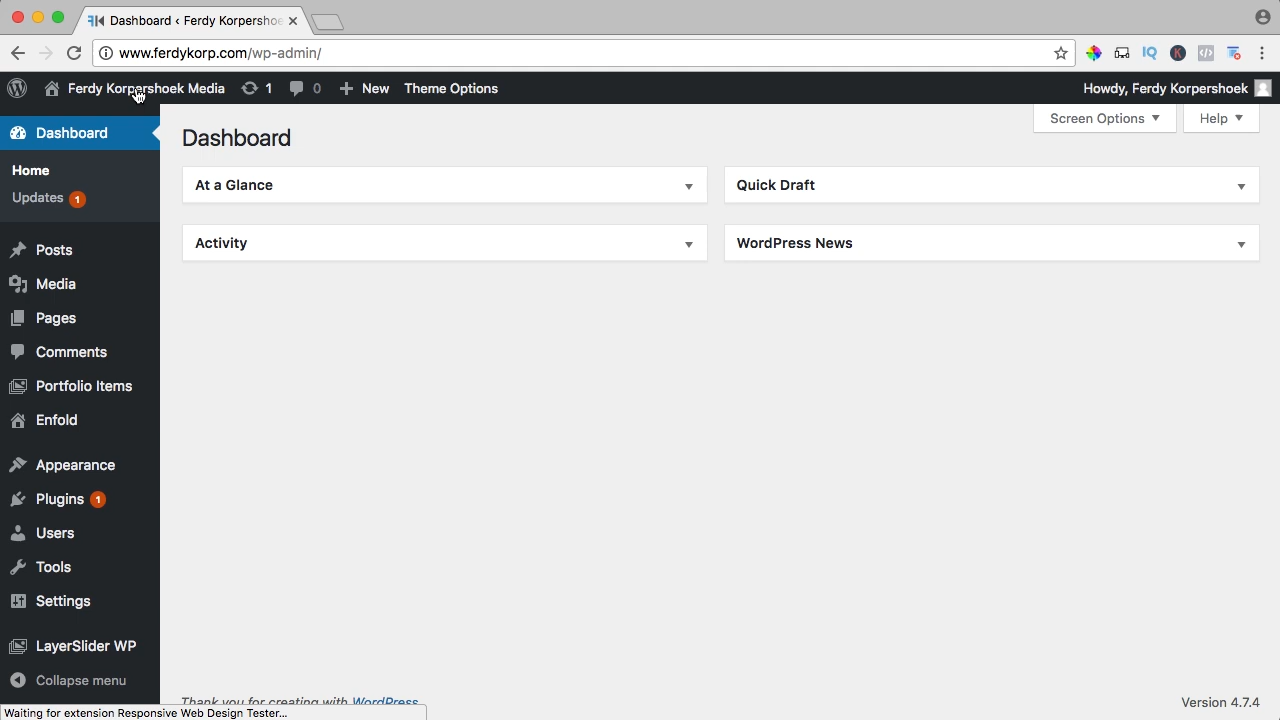 Dashboard ‹ Ferdy Korpershoe
www.ferdykorp.com/wp-admin/
Ferdy Korpershoek Media 1 0 New Theme Options Howdy, Ferdy Korpershoek
Dashboard
Home
Updates 1
Posts
Media
Pages
Comments
Portfolio Items
Enfold
Appearance
Plugins 1
Users
Tools
Settings
LayerSlider WP
Collapse menu
Screen Options Help
Dashboard
At a Glance
Quick Draft
Activity
WordPress News
Thank you for creating with WordPress
Version 4.7.4
Waiting for extension Responsive Web Design Tester...